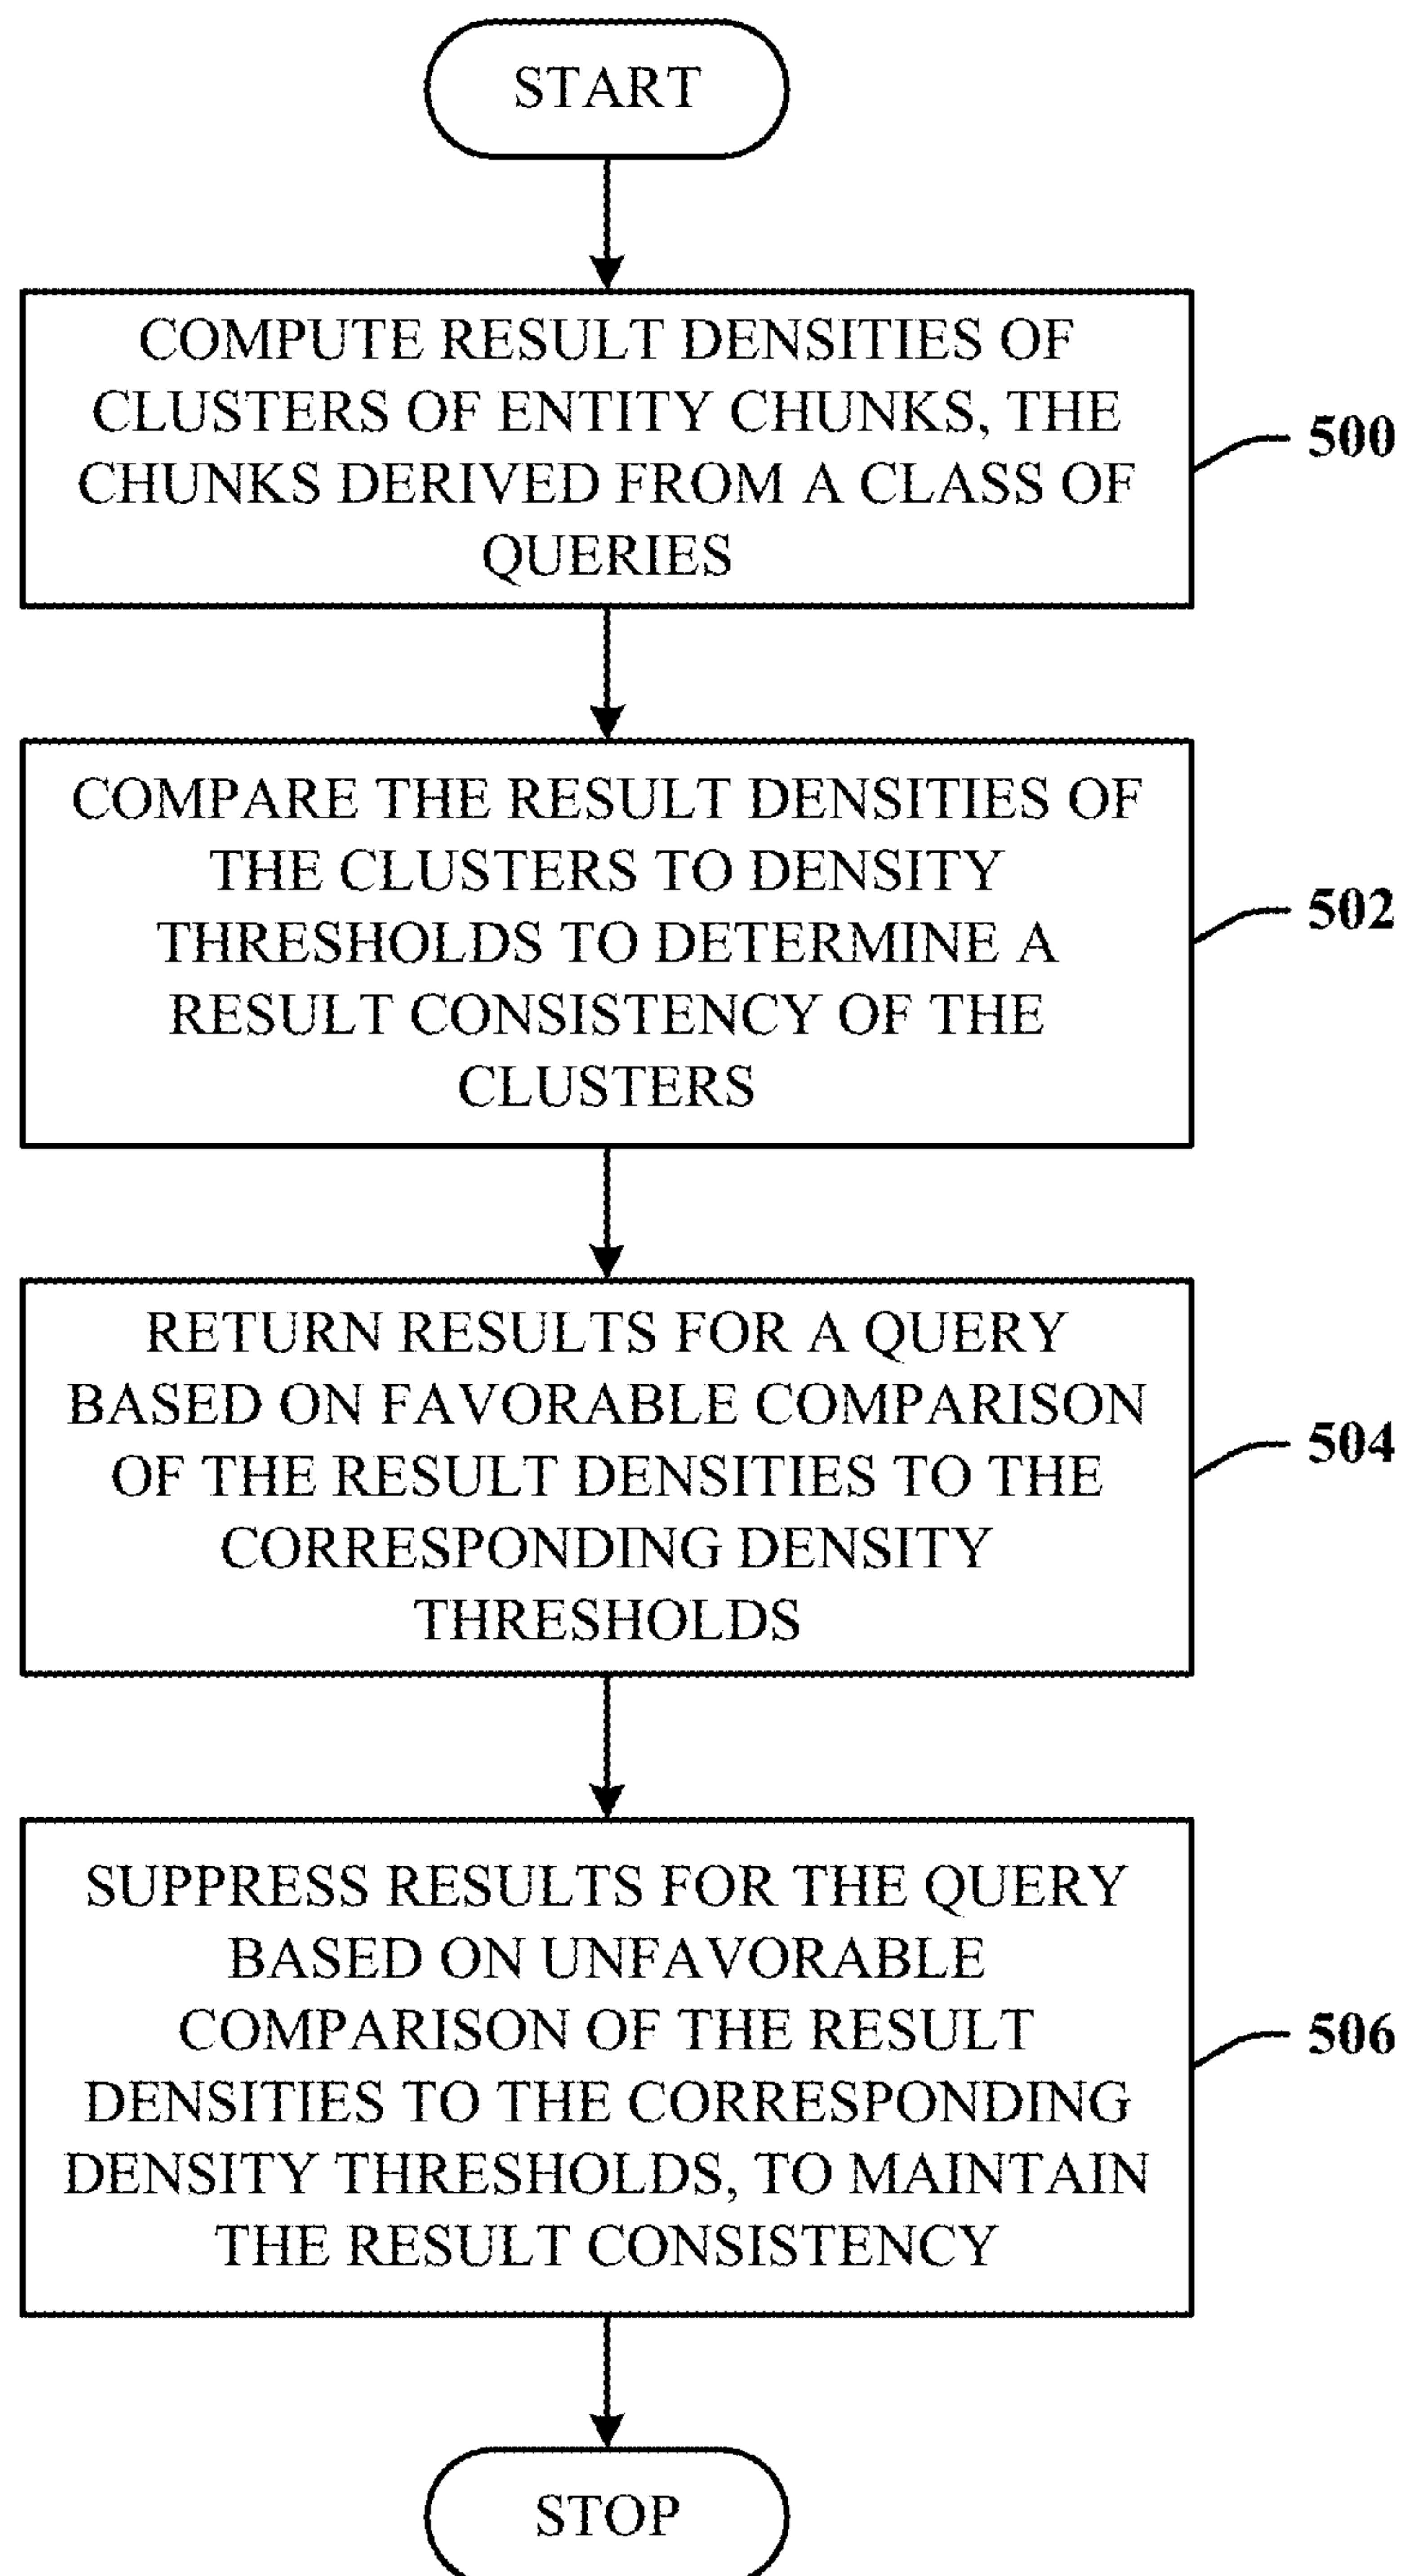 START
COMPUTE RESULT DENSITIES OF
CLUSTERS OF ENTITY CHUNKS, THE
CHUNKS DERIVED FROM A CLASS OF
QUERIES
500
COMPARE THE RESULT DENSITIES OF
THE CLUSTERS TO DENSITY
THRESHOLDS TO DETERMINE A
RESULT CONSISTENCY OF THE
CLUSTERS
502
RETURN RESULTS FOR A QUERY
BASED ON FAVORABLE COMPARISON
OF THE RESULT DENSITIES TO THE
CORRESPONDING DENSITY
THRESHOLDS
504
SUPPRESS RESULTS FOR THE QUERY
BASED ON UNFAVORABLE
COMPARISON OF THE RESULT
DENSITIES TO THE CORRESPONDING
DENSITY THRESHOLDS, TO MAINTAIN
THE RESULT CONSISTENCY
506
STOP